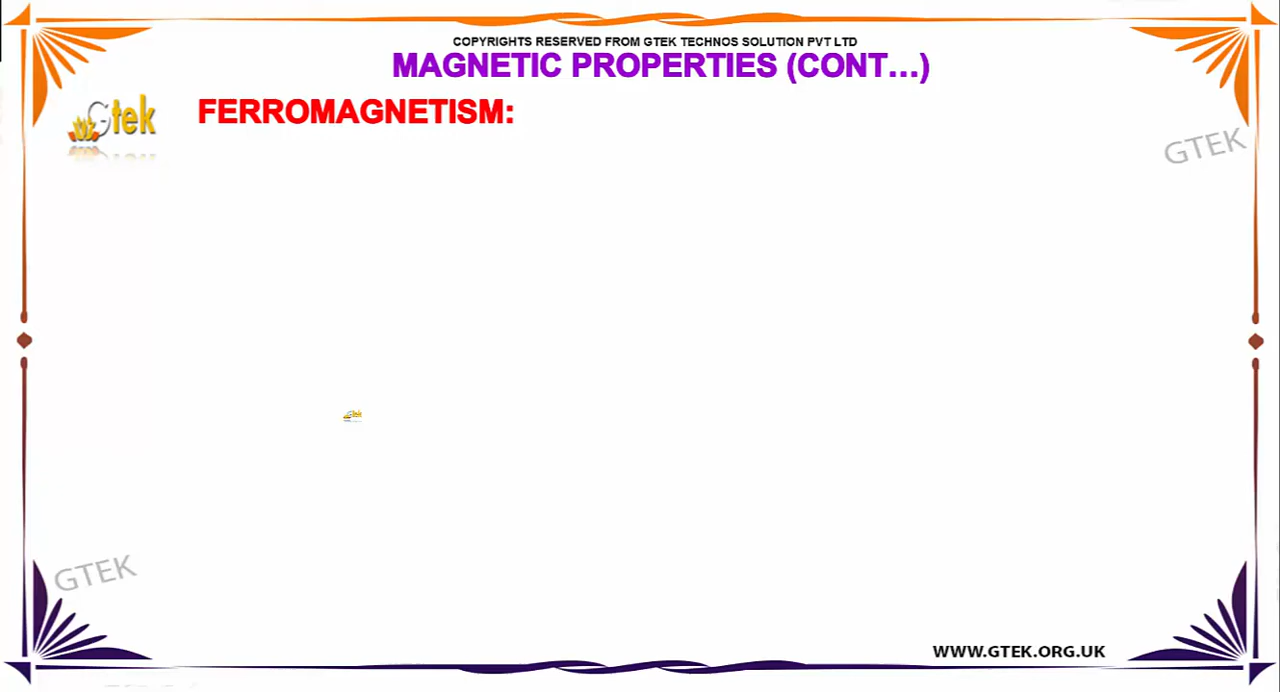 COPYRIGHTS RESERVED FROM GTEK TECHNOS SOLUTION PVT LTD
MAGNETIC PROPERTIES (CONT...)
Gtek
FERROMAGNETISM:
GTEK
GTEK
WWW.GTEK.ORG.UK